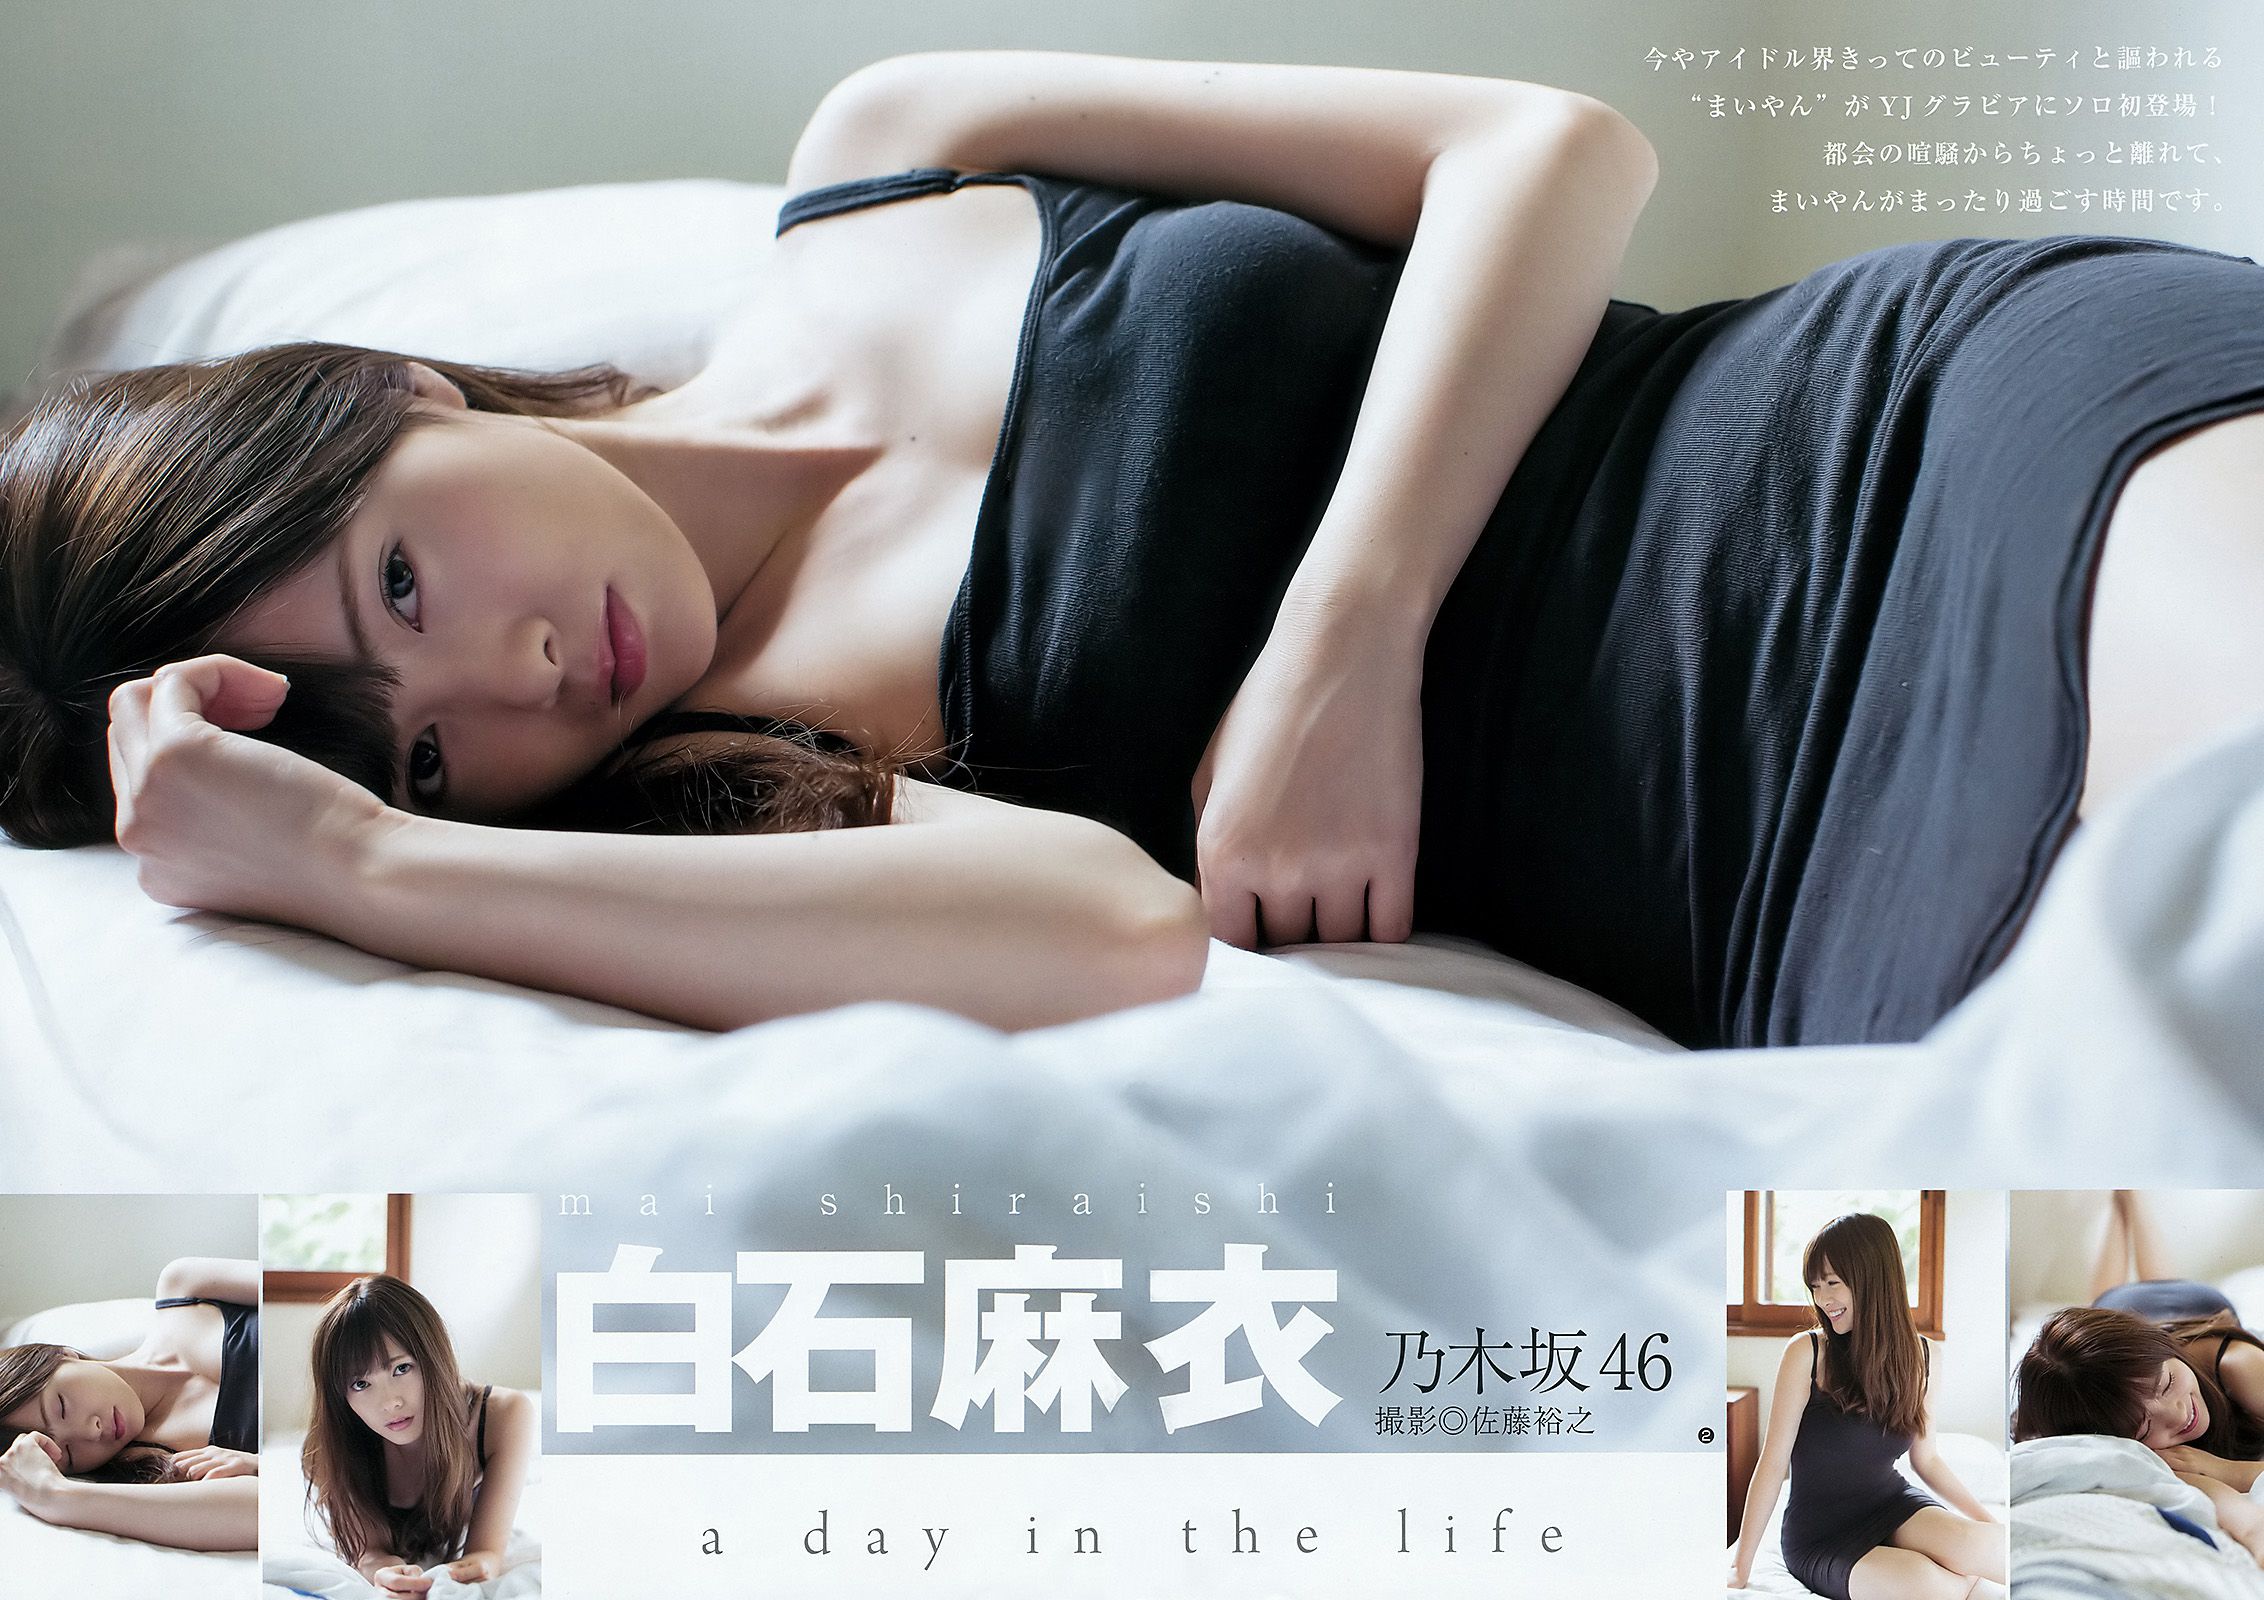 今やアイドル界きってのビューティと謳われる
“まいやん”がYJグラビアにソロ初登場！
都会の喧騒からちょっと離れて、
まいやんがまったり過ごす時間です。
mai shiraishi
白石麻衣
乃木坂46
撮影◎佐藤裕之
2
a day in the life